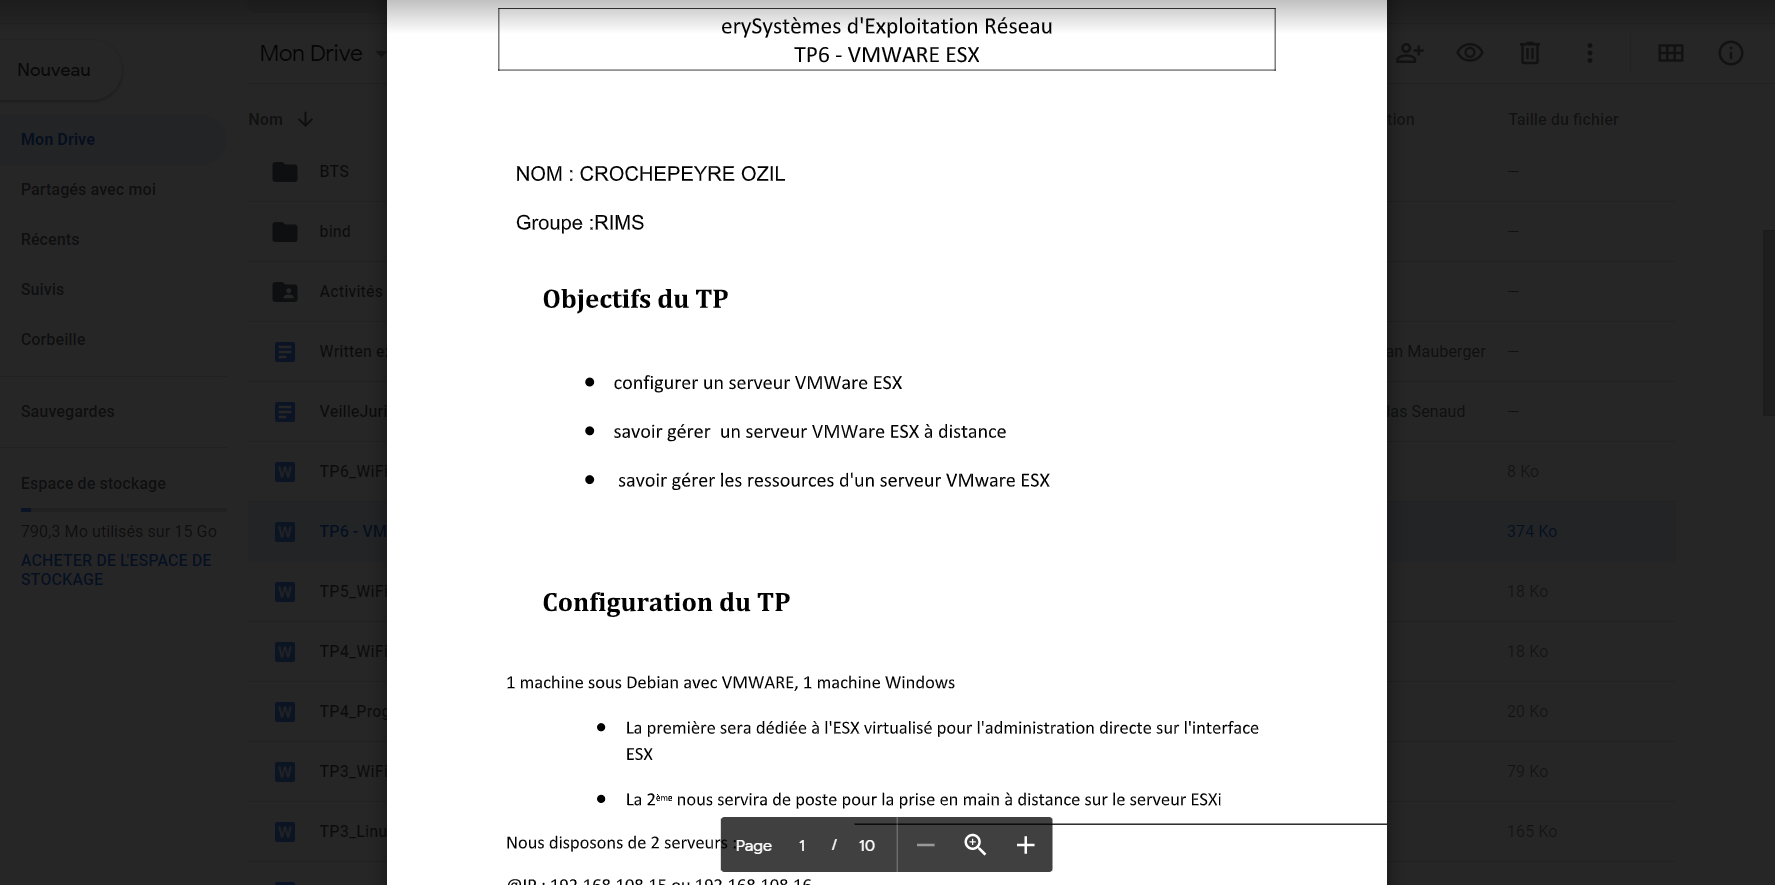 erySystèmes d'Exploitation Réseau
TP6 - VMWARE ESX
Nouveau
Mon Drive
Mon Drive
Partagés avec moi
Récents
Suivis
Corbeille
Sauvegardes
Espace de stockage
790,3 Mo utilisés sur 15 Go
ACHETER DE L'ESPACE DE
STOCKAGE
Nom
tion
Taille du fichier
BTS
—
bind
—
Activités
—
Written e
an Mauberger
—
VeilleJuri
las Senaud
—
TP6_WiFi
8 Ko
TP6 - VM
374 Ko
TP5_WiFi
18 Ko
TP4_WiFi
18 Ko
TP4_Prog
20 Ko
TP3_WiFi
79 Ko
TP3_Linu
165 Ko
NOM : CROCHEPEYRE OZIL
Groupe :RIMS
Objectifs du TP
● configurer un serveur VMWare ESX
● savoir gérer  un serveur VMWare ESX à distance
● savoir gérer les ressources d'un serveur VMware ESX
Configuration du TP
1 machine sous Debian avec VMWARE, 1 machine Windows
● La première sera dédiée à l'ESX virtualisé pour l'administration directe sur l'interface
ESX
● La 2ème nous servira de poste pour la prise en main à distance sur le serveur ESXi
Nous disposons de 2 serveurs :
@IP : 192.168.108.15 ou 192.168.108.16
Page 1 / 10